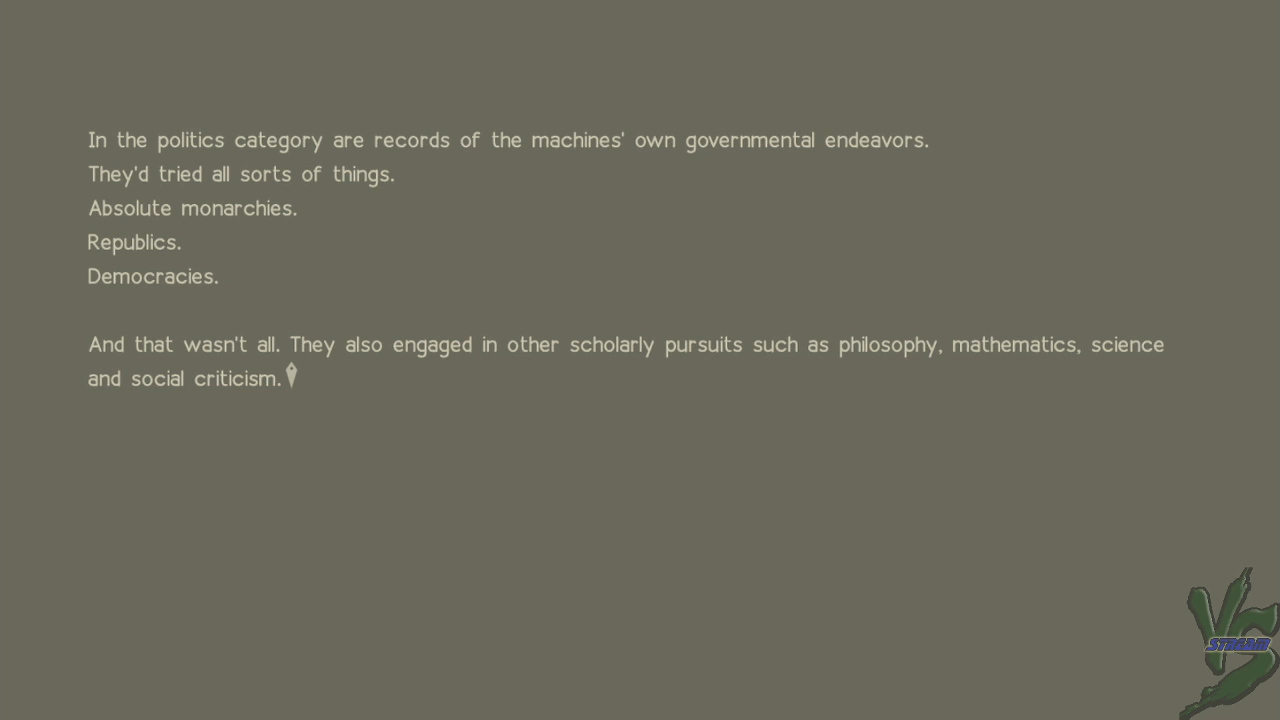 In the politics category are records of the machines' own governmental endeavors.
They'd tried all sorts of things.
Absolute monarchies.
Republics.
Democracies.
And that wasn't all. They also engaged in other scholarly pursuits such as philosophy, mathematics, science
and social criticism.
VS
STREAM